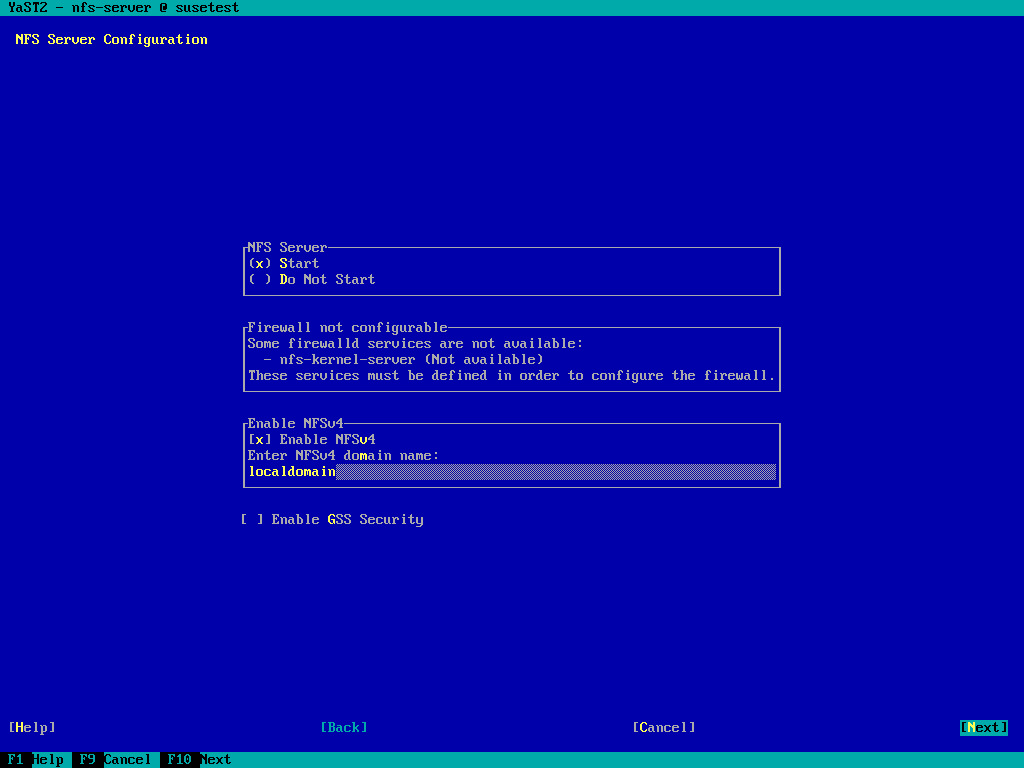 YaST2 - nfs-server @ susetest
NFS Server Configuration
NFS Server
(x) Start
( ) Do Not Start
Firewall not configurable
Some firewalld services are not available:
- nfs-kernel-server (Not available)
These services must be defined in order to configure the firewall.
Enable NFSv4
[x] Enable NFSv4
Enter NFSv4 domain name:
localdomain
[ ] Enable GSS Security
[Help] [Back] [Cancel] [Next]
F1 Help F9 Cancel F10 Next